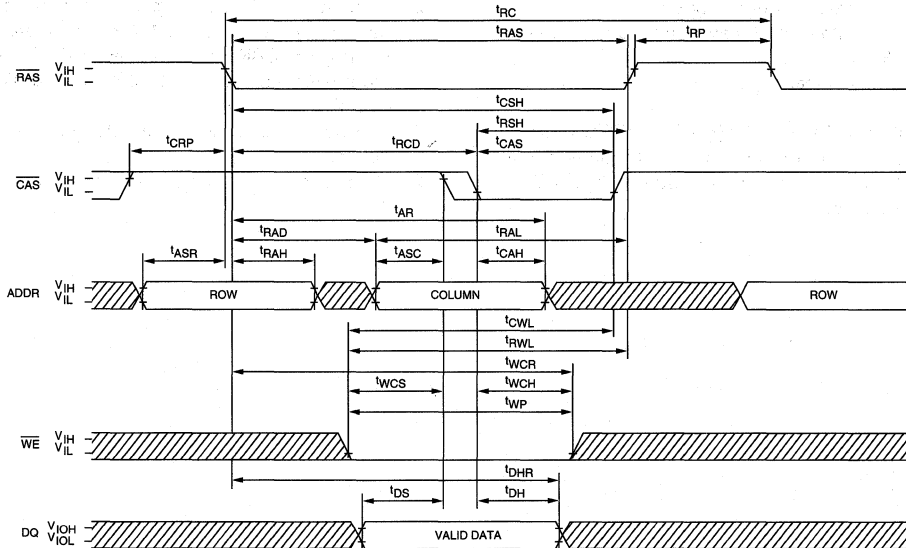 tRC
tRAS
tRP
RAS VIH
VIL
tCSH
tRSH
tCRP
tRCD
tCAS
CAS VIH
VIL
tAR
tRAD
tRAL
tASR
tRAH
tASC
tCAH
ADDR VIH
VIL
ROW
COLUMN
ROW
tCWL
tRWL
tWCR
tWCS
tWCH
tWP
WE VIH
VIL
tDHR
tDS
tDH
DQ VIOH
VIOL
VALID DATA